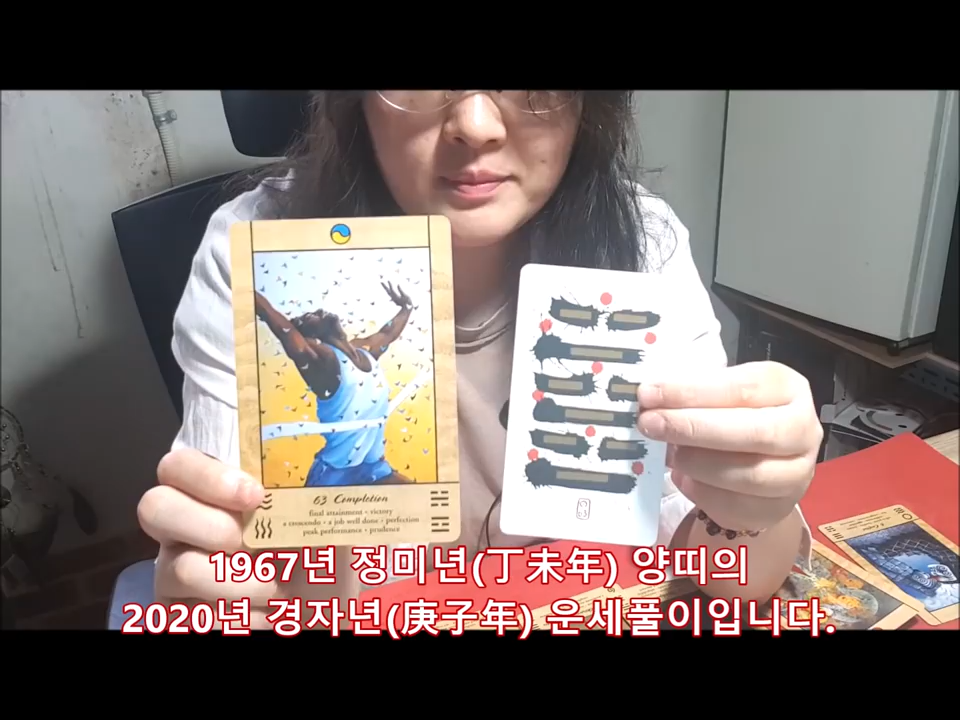 63 Completion
final attainment • victory
a crescendo • a job well done • perfection
peak performance • prudence
1967년 정미년(丁未年) 양띠의
2020년 경자년(庚子年) 운세풀이입니다.